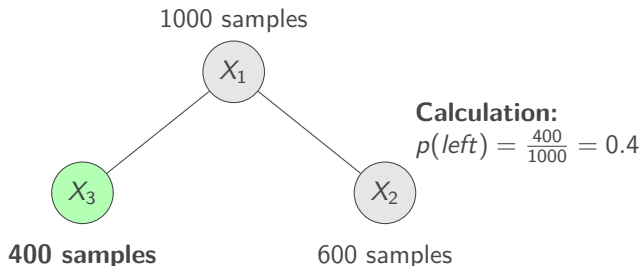 1000 samples
X₁
Calculation:
p(left) = 400/1000 = 0.4
X₃
X₂
400 samples
600 samples